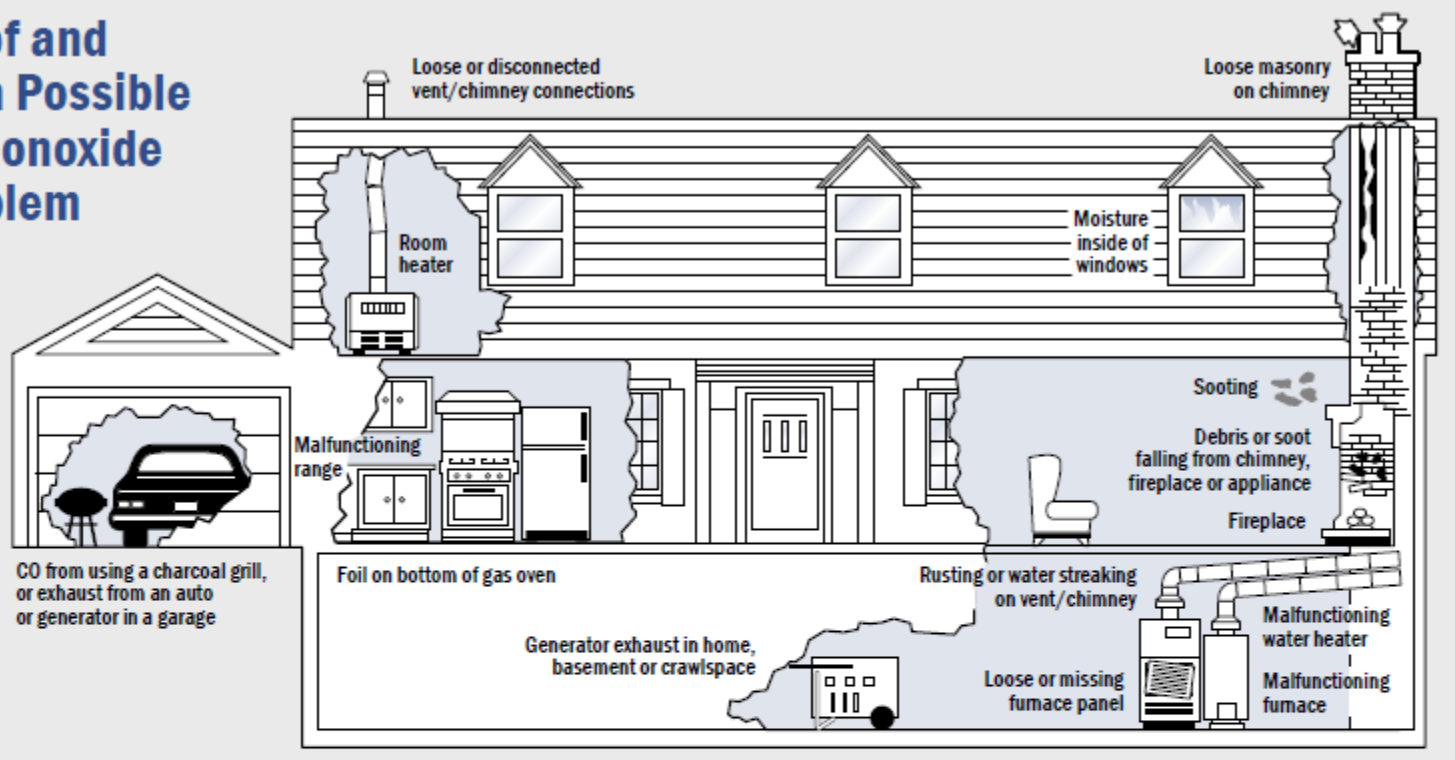 of and
Possible
onoxide
blem
Loose or disconnected
vent/chimney connections
Loose masonry
on chimney
Room
heater
Moisture
inside of
windows
Sooting
Malfunctioning
range
Debris or soot
falling from chimney,
fireplace or appliance
Fireplace
CO from using a charcoal grill,
or exhaust from an auto
or generator in a garage
Foil on bottom of gas oven
Rusting or water streaking
on vent/chimney
Generator exhaust in home,
basement or crawlspace
Malfunctioning
water heater
Loose or missing
furnace panel
Malfunctioning
furnace